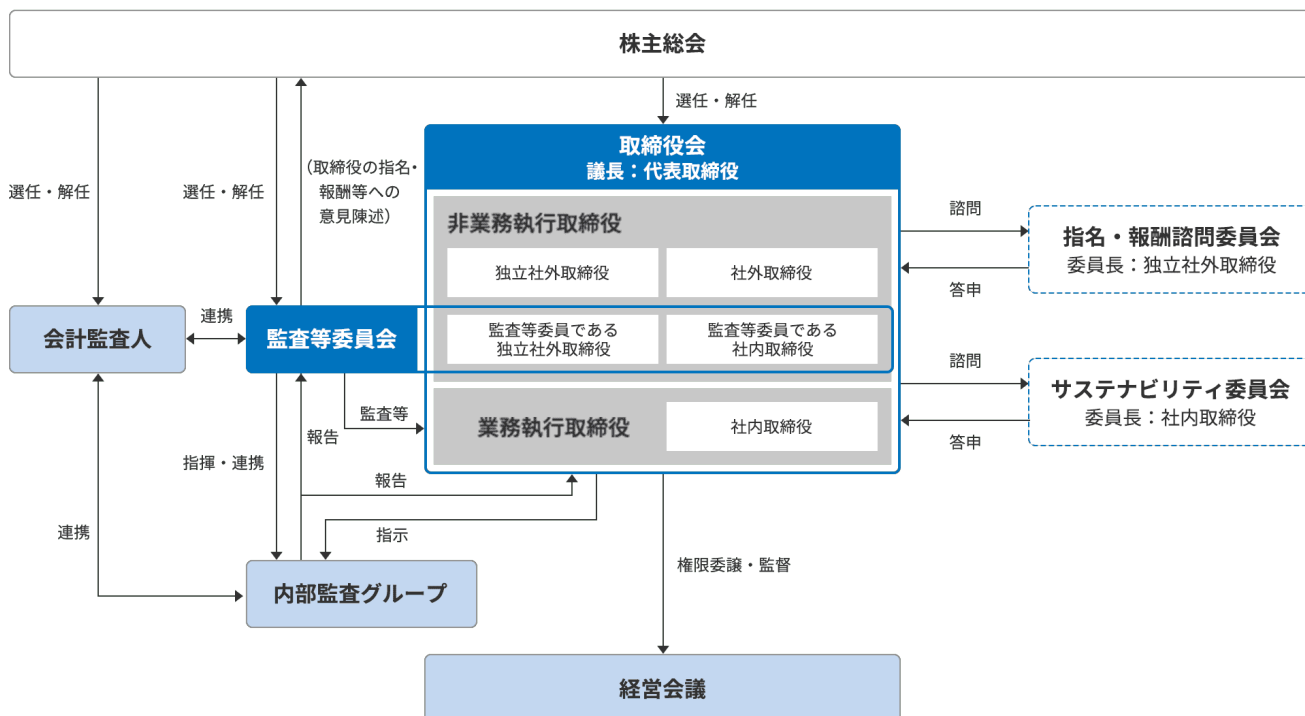 株主総会
選任・解任
取締役会
議長：代表取締役
選任・解任
選任・解任
（取締役の指名・
報酬等への
意見陳述）
非業務執行取締役
独立社外取締役
社外取締役
諮問
指名・報酬諮問委員会
委員長：独立社外取締役
答申
会計監査人
連携
監査等委員会
監査等委員である
独立社外取締役
監査等委員である
社内取締役
諮問
サステナビリティ委員会
委員長：社内取締役
答申
監査等
業務執行取締役
社内取締役
報告
指揮・連携
報告
連携
指示
権限委譲・監督
内部監査グループ
経営会議